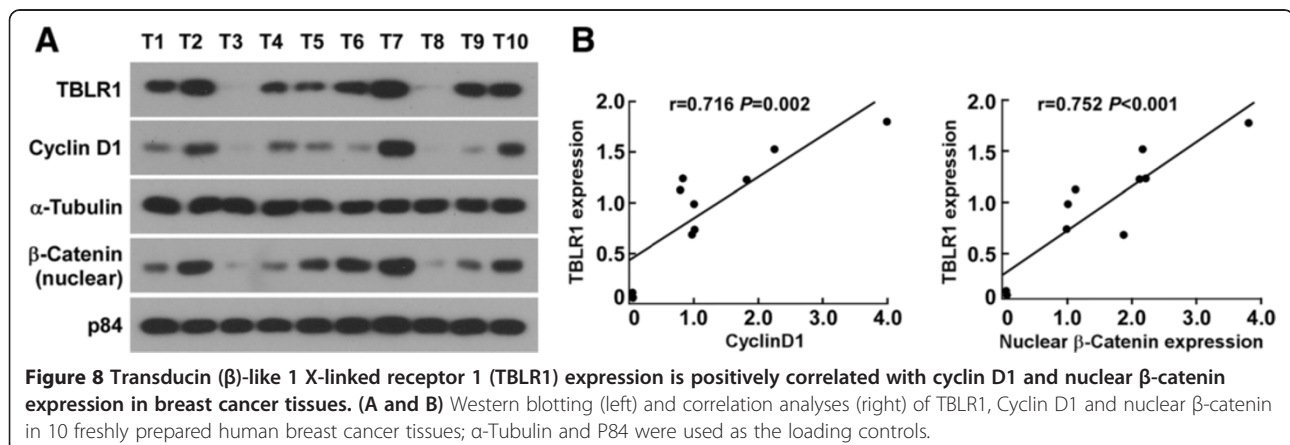 A
T1 T2 T3 T4 T5 T6 T7 T8 T9 T10
TBLR1
Cyclin D1
α-Tubulin
β-Catenin
(nuclear)
p84
B
r=0.716 P=0.002
TBLR1 expression
2.0
1.5
1.0
0.5
0
0 1.0 2.0 3.0 4.0
CyclinD1
r=0.752 P<0.001
TBLR1 expression
2.0
1.5
1.0
0.5
0
0 1.0 2.0 3.0 4.0
Nuclear β-Catenin expression
Figure 8 Transducin (β)-like 1 X-linked receptor 1 (TBLR1) expression is positively correlated with cyclin D1 and nuclear β-catenin
expression in breast cancer tissues. (A and B) Western blotting (left) and correlation analyses (right) of TBLR1, Cyclin D1 and nuclear β-catenin
in 10 freshly prepared human breast cancer tissues; α-Tubulin and P84 were used as the loading controls.